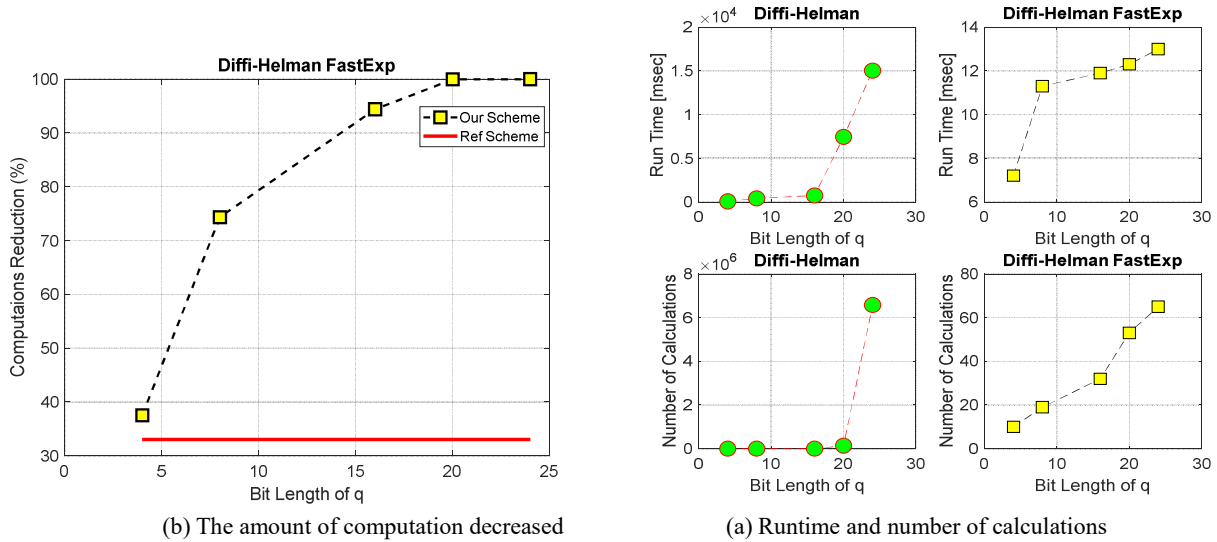 Diffi-Helman FastExp
100
90
80
70
60
50
40
30
0 5 10 15 20 25
Computaions Reduction (%)
Bit Length of q
Our Scheme
Ref Scheme
(b) The amount of computation decreased
×10⁴ Diffi-Helman
2
1.5
1
0.5
0
0 10 20 30
Run Time [msec]
Bit Length of q
Diffi-Helman FastExp
14
12
10
8
6
0 10 20 30
Run Time [msec]
Bit Length of q
×10⁶ Diffi-Helman
8
6
4
2
0
0 10 20 30
Number of Calculations
Bit Length of q
Diffi-Helman FastExp
80
60
40
20
0
0 10 20 30
Number of Calculations
Bit Length of q
(a) Runtime and number of calculations